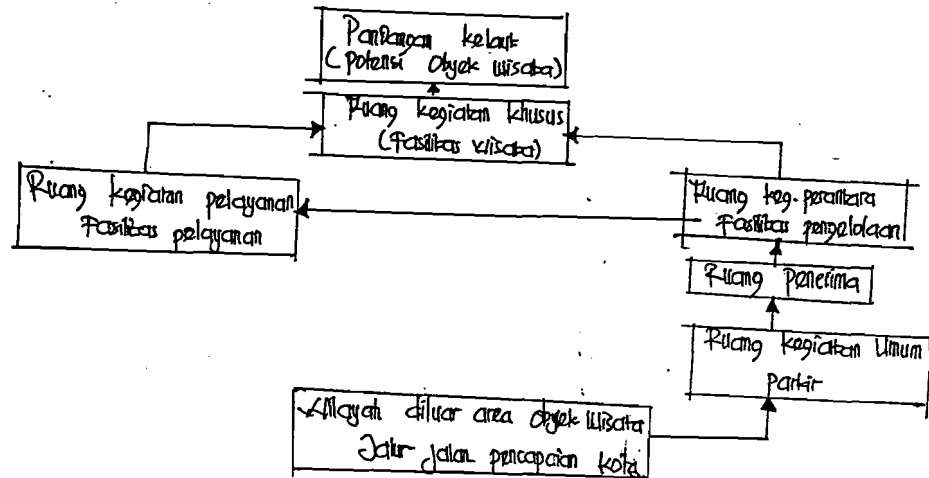 Pandangan kelaut
(potensi obyek wisata)
Ruang kegiatan khusus
(fasilitas wisata)
Ruang kegiatan pelayanan
Fasilitas pelayanan
Ruang keg. perantara
Fasilitas pengelolaan
Ruang penerima
Ruang kegiatan Umum
parkir
Wilayah diluar area obyek wisata
Jalur jalan pencapaian kota